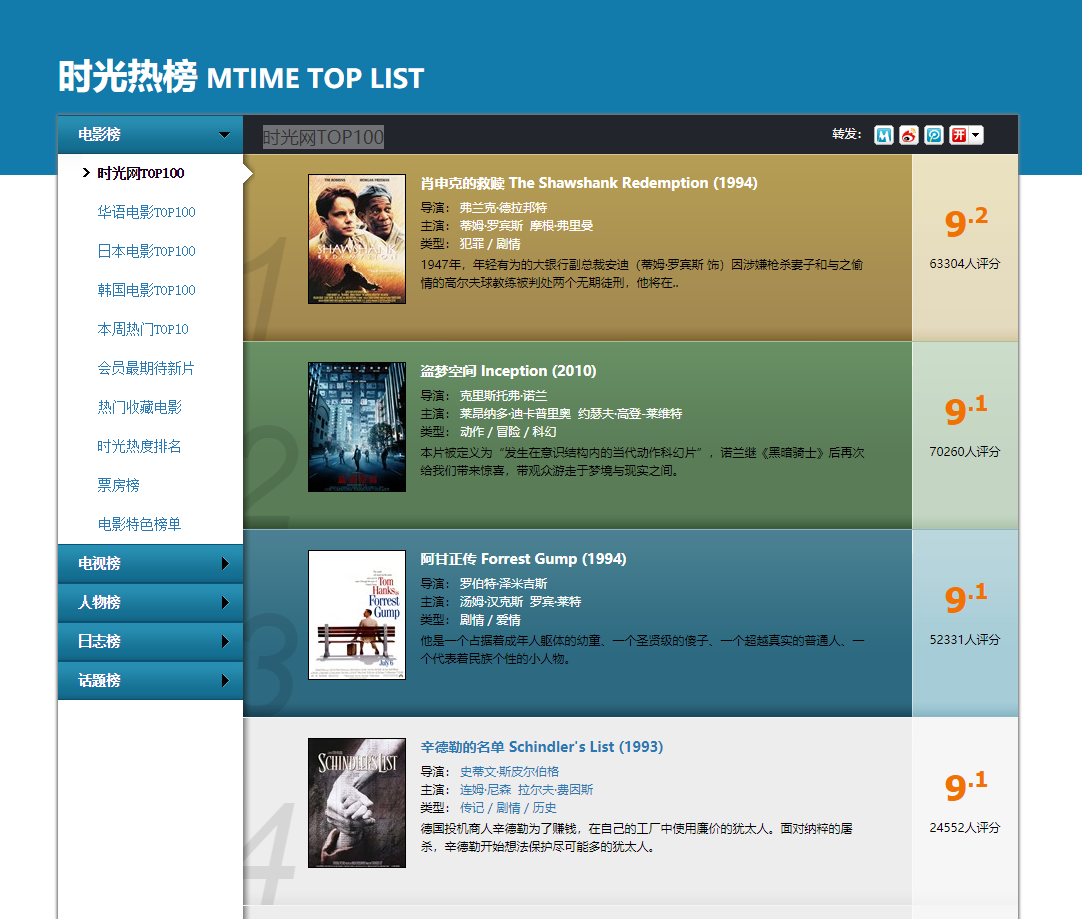 时光热榜 MTIME TOP LIST
电影榜
时光网TOP100
华语电影TOP100
日本电影TOP100
韩国电影TOP100
本周热门TOP10
会员最期待新片
热门收藏电影
时光热度排名
票房榜
电影特色榜单
电视榜
人物榜
日志榜
话题榜
时光网TOP100
转发：
开
1
SHAWSHANK
REDEMPTION
肖申克的救赎 The Shawshank Redemption (1994)
导演： 弗兰克·德拉邦特
主演： 蒂姆·罗宾斯 摩根·弗里曼
类型： 犯罪 / 剧情
1947年，年轻有为的大银行副总裁安迪（蒂姆·罗宾斯 饰）因涉嫌枪杀妻子和与之偷
情的高尔夫球教练被判处两个无期徒刑，他将在..
9.2
63304人评分
2
盗梦空间 Inception (2010)
导演： 克里斯托弗·诺兰
主演： 莱昂纳多·迪卡普里奥 约瑟夫·高登-莱维特
类型： 动作 / 冒险 / 科幻
本片被定义为“发生在意识结构内的当代动作科幻片”，诺兰继《黑暗骑士》后再次
给我们带来惊喜，带观众游走于梦境与现实之间。
9.1
70260人评分
3
Tom
Hanks is
Forrest
Gump
July 6
阿甘正传 Forrest Gump (1994)
导演： 罗伯特·泽米吉斯
主演： 汤姆·汉克斯 罗宾·莱特
类型： 剧情 / 爱情
他是一个占据着成年人躯体的幼童、一个圣贤级的傻子、一个超越真实的普通人、一
个代表着民族个性的小人物。
9.1
52331人评分
4
SCHINDLER'S LIST
辛德勒的名单 Schindler's List (1993)
导演： 史蒂文·斯皮尔伯格
主演： 连姆·尼森 拉尔夫·费因斯
类型： 传记 / 剧情 / 历史
德国投机商人辛德勒为了赚钱，在自己的工厂中使用廉价的犹太人。面对纳粹的屠
杀，辛德勒开始想法保护尽可能多的犹太人。
9.1
24552人评分